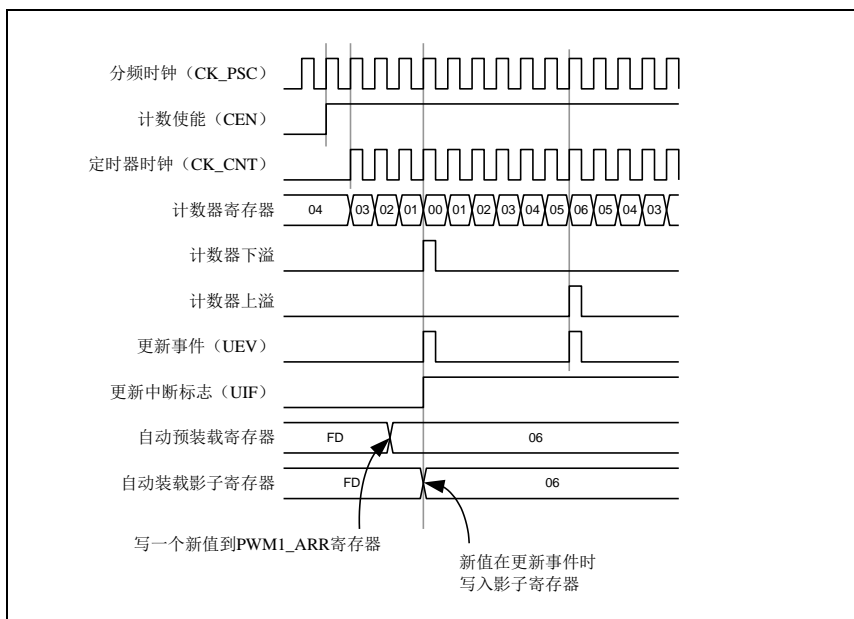 分频时钟（CK_PSC）
计数使能（CEN）
定时器时钟（CK_CNT）
计数器寄存器 04 03 02 01 00 01 02 03 04 05 06 05 04 03
计数器下溢
计数器上溢
更新事件（UEV）
更新中断标志（UIF）
自动预装载寄存器 FD 06
自动装载影子寄存器 FD 06
写一个新值到PWM1_ARR寄存器
新值在更新事件时
写入影子寄存器